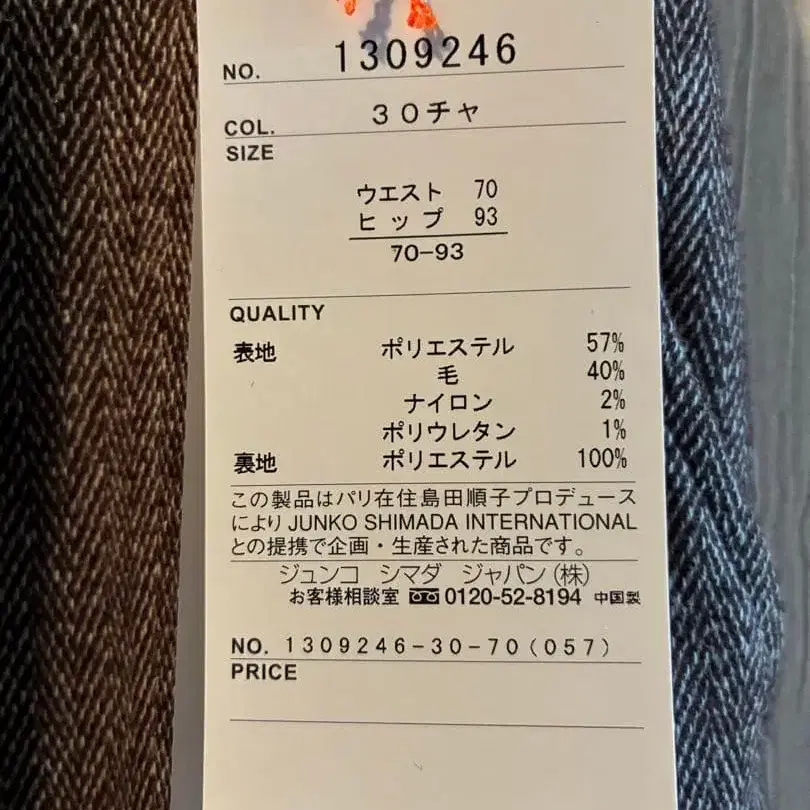 NO. 1309246
COL. 30チャ
SIZE
ウエスト 70
ヒップ 93
70-93
QUALITY
表地 ポリエステル 57%
毛 40%
ナイロン 2%
ポリウレタン 1%
裏地 ポリエステル 100%
この製品はパリ在住島田順子プロデュース
により JUNKO SHIMADA INTERNATIONAL
との提携で企画・生産された商品です。
ジュンコ シマダ ジャパン(株)
お客様相談室 0120-52-8194 中国製
NO. 1309246-30-70(057)
PRICE